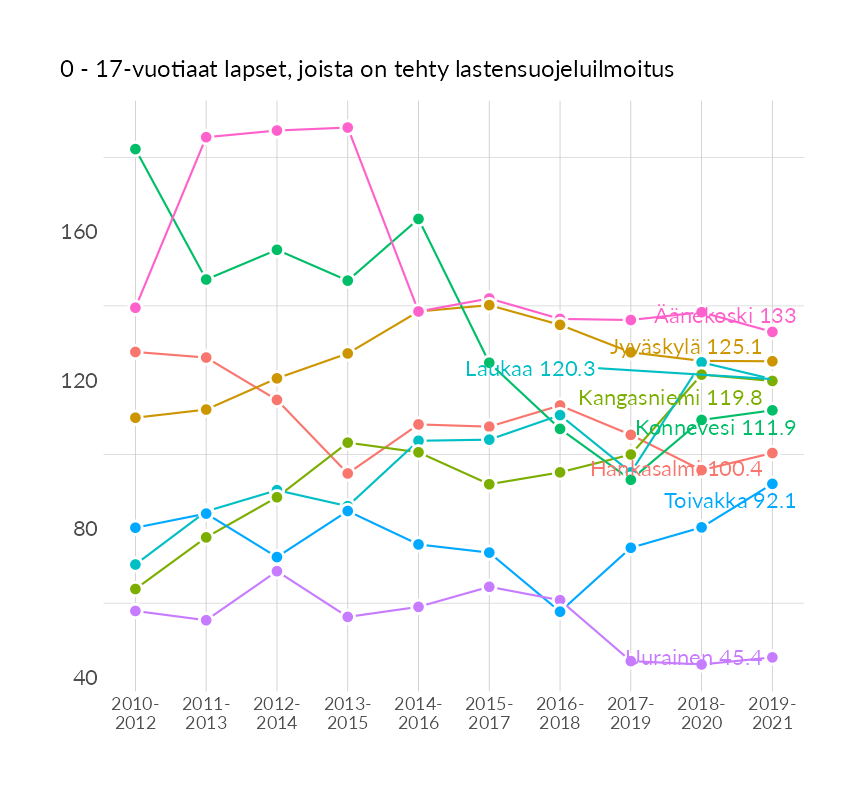 0 - 17-vuotiaat lapset, joista on tehty lastensuojeluilmoitus
160
120
80
40
Äänekoski 133
Jyväskylä 125.1
Laukaa 120.3
Kangasniemi 119.8
Konnevesi 111.9
Hankasalmi 100.4
Toivakka 92.1
Uurainen 45.4
2010-
2012
2011-
2013
2012-
2014
2013-
2015
2014-
2016
2015-
2017
2016-
2018
2017-
2019
2018-
2020
2019-
2021